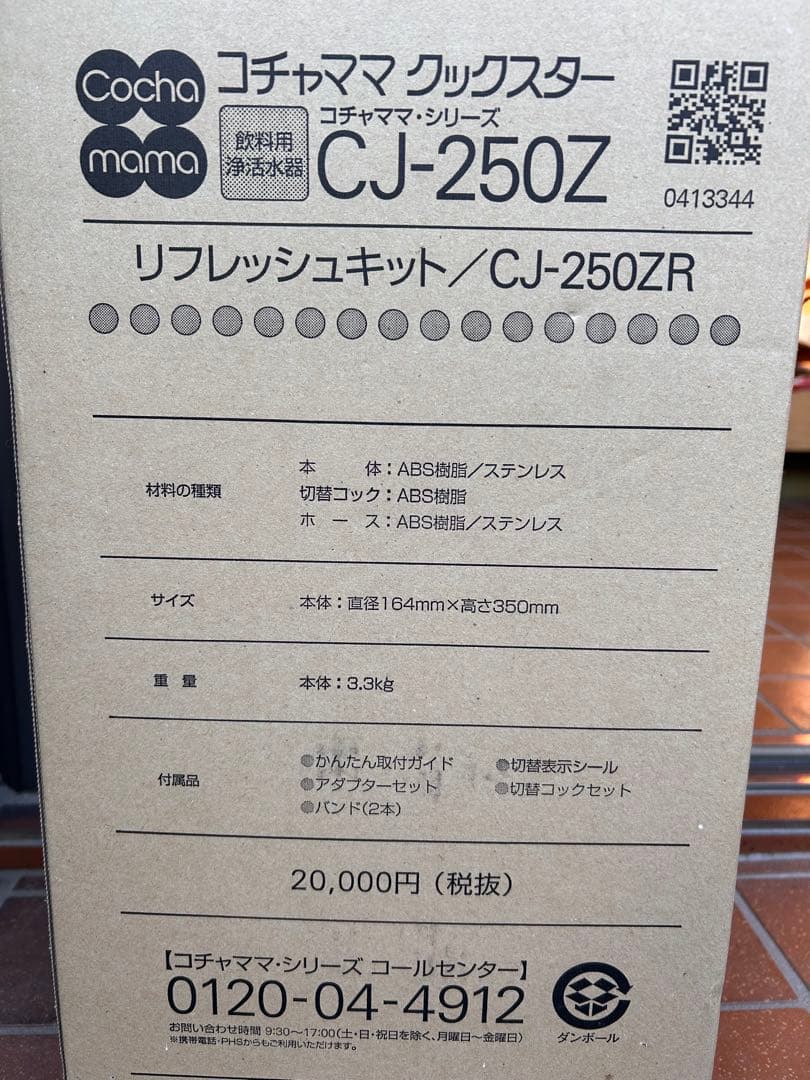 Cocha
mama
コチャママ クックスター
飲料用
浄活水器
コチャママ・シリーズ
CJ-250Z
0413344
リフレッシュキット/CJ-250ZR
材料の種類
本 体:ABS樹脂/ステンレス
切替コック:ABS樹脂
ホ ー ス:ABS樹脂/ステンレス
サイズ
本体:直径164mm×高さ350mm
重 量
本体:3.3kg
付属品
●かんたん取付ガイド ●切替表示シール
●アダプターセット ●切替コックセット
●バンド(2本)
20,000円(税抜)
【コチャママ・シリーズ コールセンター】
0120-04-4912
お問い合わせ時間 9:30〜17:00(土・日・祝日を除く、月曜日〜金曜日)
※携帯電話・PHSからもご利用いただけます。
ダンボール